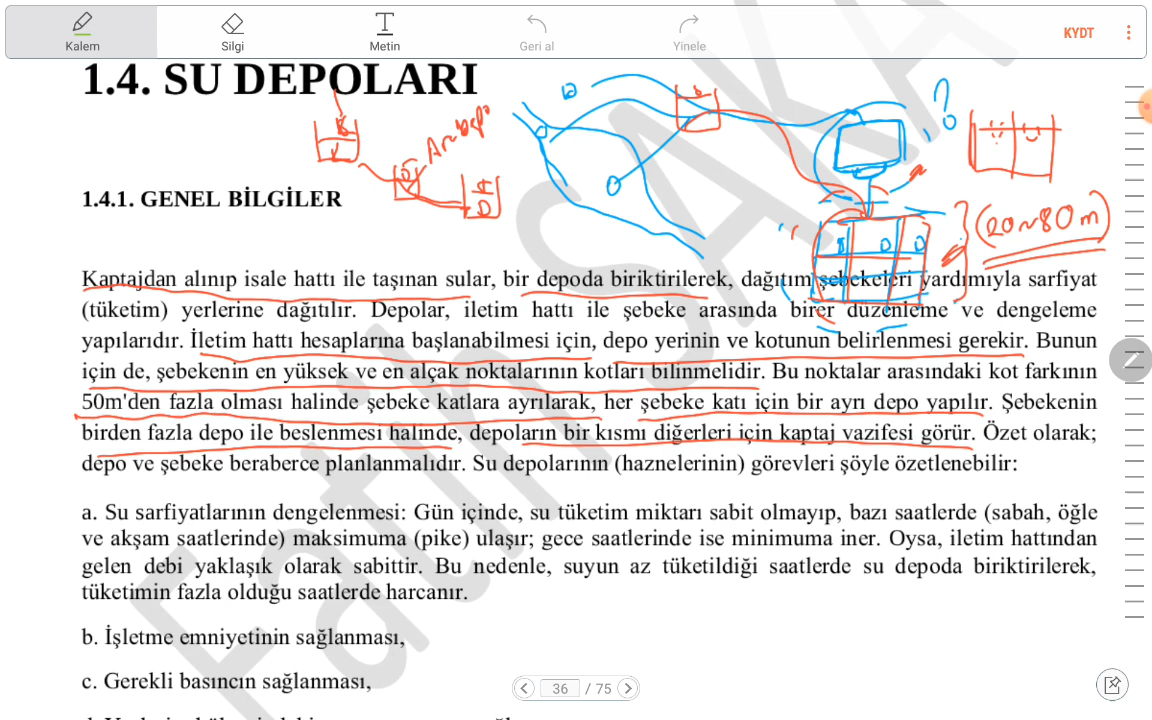 Kalem Silgi Metin Geri al Yinele KYDT
1.4. SU DEPOLARI
1.4.1. GENEL BİLGİLER
(20~80 m)
Kaptajdan alınıp isale hattı ile taşınan sular, bir depoda biriktirilerek, dağıtım şebekeleri yardımıyla sarfiyat
(tüketim) yerlerine dağıtılır. Depolar, iletim hattı ile şebeke arasında birer düzenleme ve dengeleme
yapılarıdır. İletim hattı hesaplarına başlanabilmesi için, depo yerinin ve kotunun belirlenmesi gerekir. Bunun
için de, şebekenin en yüksek ve en alçak noktalarının kotları bilinmelidir. Bu noktalar arasındaki kot farkının
50m'den fazla olması halinde şebeke katlara ayrılarak, her şebeke katı için bir ayrı depo yapılır. Şebekenin
birden fazla depo ile beslenmesi halinde, depoların bir kısmı diğerleri için kaptaj vazifesi görür. Özet olarak;
depo ve şebeke beraberce planlanmalıdır. Su depolarının (haznelerinin) görevleri şöyle özetlenebilir:
a. Su sarfiyatlarının dengelenmesi: Gün içinde, su tüketim miktarı sabit olmayıp, bazı saatlerde (sabah, öğle
ve akşam saatlerinde) maksimuma (pike) ulaşır; gece saatlerinde ise minimuma iner. Oysa, iletim hattından
gelen debi yaklaşık olarak sabittir. Bu nedenle, suyun az tüketildiği saatlerde su depoda biriktirilerek,
tüketimin fazla olduğu saatlerde harcanır.
b. İşletme emniyetinin sağlanması,
c. Gerekli basıncın sağlanması,
36 / 75